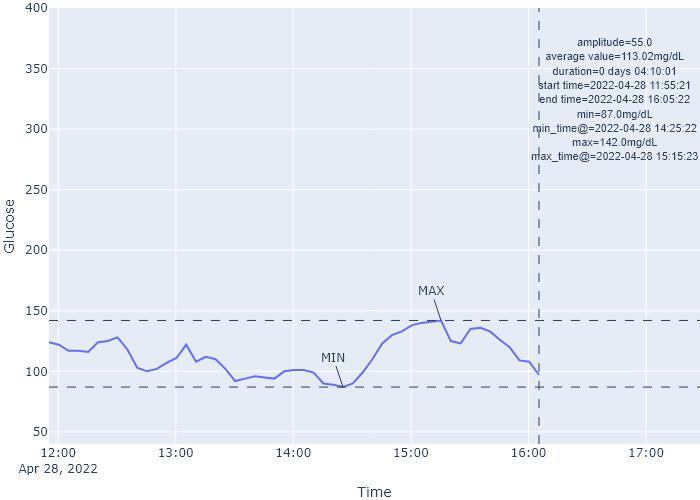 400
350
300
250
200
150
100
50
Glucose
amplitude=55.0
average value=113.02mg/dL
duration=0 days 04:10:01
start time=2022-04-28 11:55:21
end time=2022-04-28 16:05:22
min=87.0mg/dL
min_time@=2022-04-28 14:25:22
max=142.0mg/dL
max_time@=2022-04-28 15:15:23
MAX
MIN
12:00 13:00 14:00 15:00 16:00 17:00
Apr 28, 2022
Time